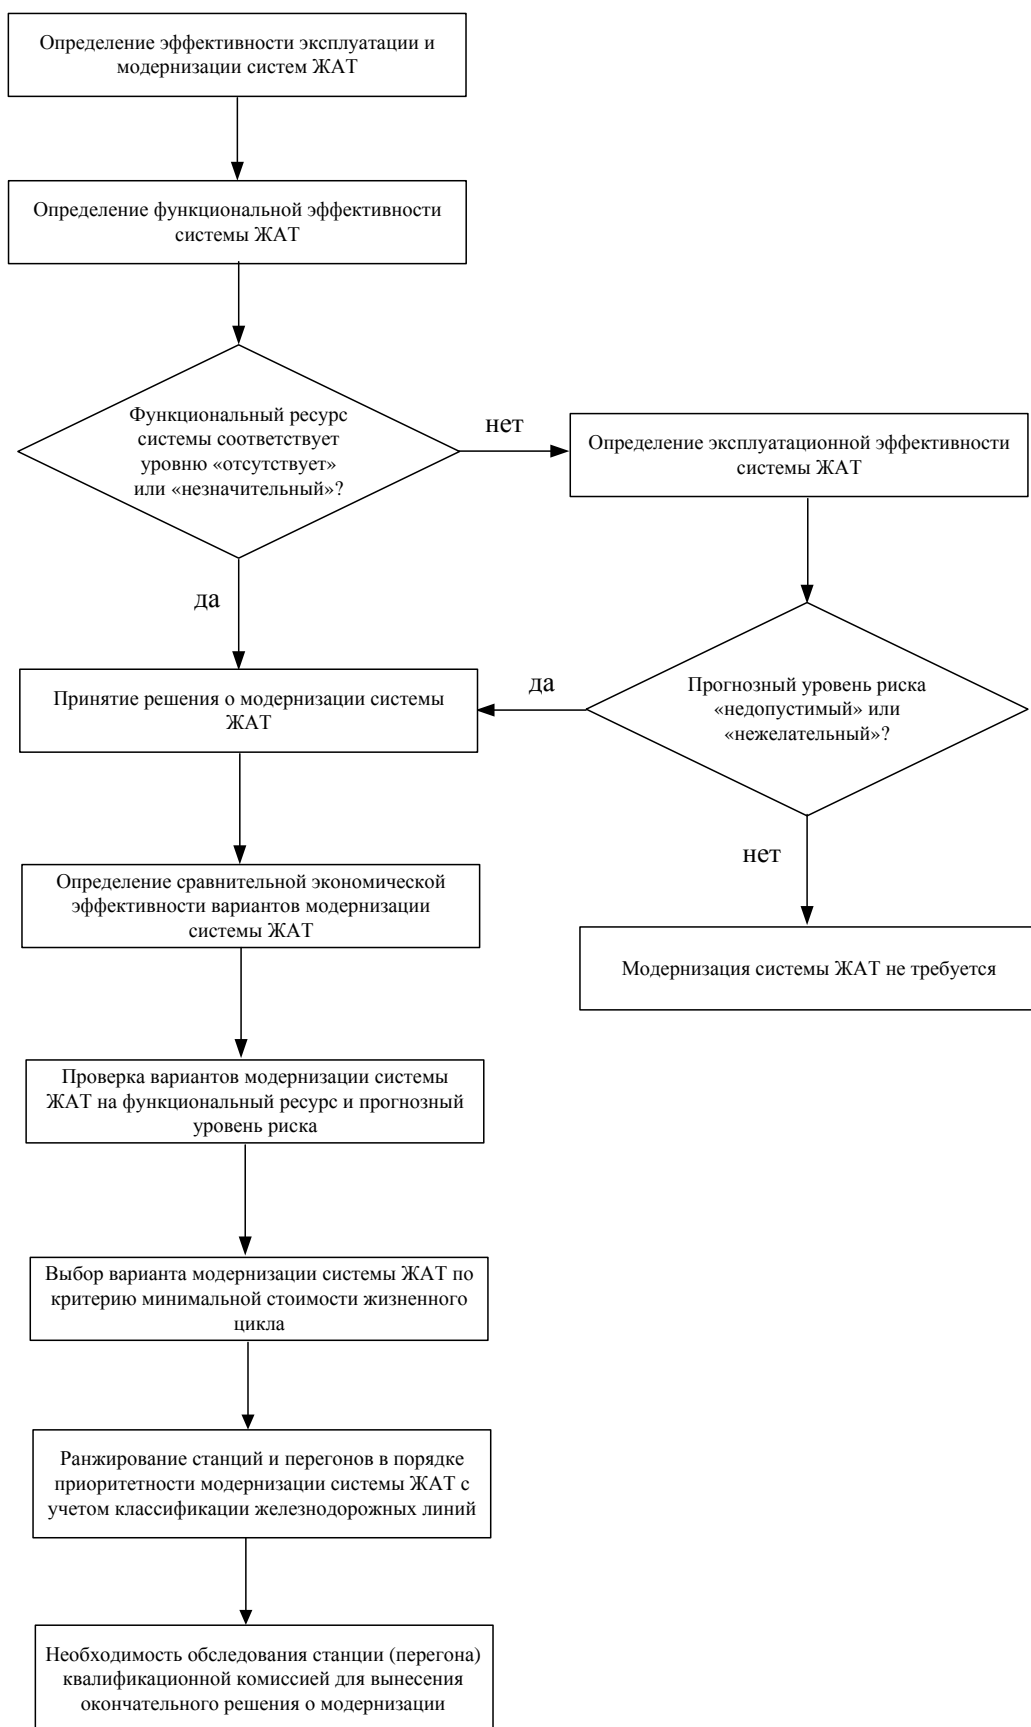 Определение эффективности эксплуатации и
модернизации систем ЖАТ
Определение функциональной эффективности
системы ЖАТ
Функциональный ресурс
системы соответствует
уровню «отсутствует»
или «незначительный»?
нет
Определение эксплуатационной эффективности
системы ЖАТ
да
Принятие решения о модернизации системы
ЖАТ
да
Прогнозный уровень риска
«недопустимый» или
«нежелательный»?
нет
Определение сравнительной экономической
эффективности вариантов модернизации
системы ЖАТ
Модернизация системы ЖАТ не требуется
Проверка вариантов модернизации системы
ЖАТ на функциональный ресурс и прогнозный
уровень риска
Выбор варианта модернизации системы ЖАТ по
критерию минимальной стоимости жизненного
цикла
Ранжирование станций и перегонов в порядке
приоритетности модернизации системы ЖАТ с
учетом классификации железнодорожных линий
Необходимость обследования станции (перегона)
квалификационной комиссией для вынесения
окончательного решения о модернизации